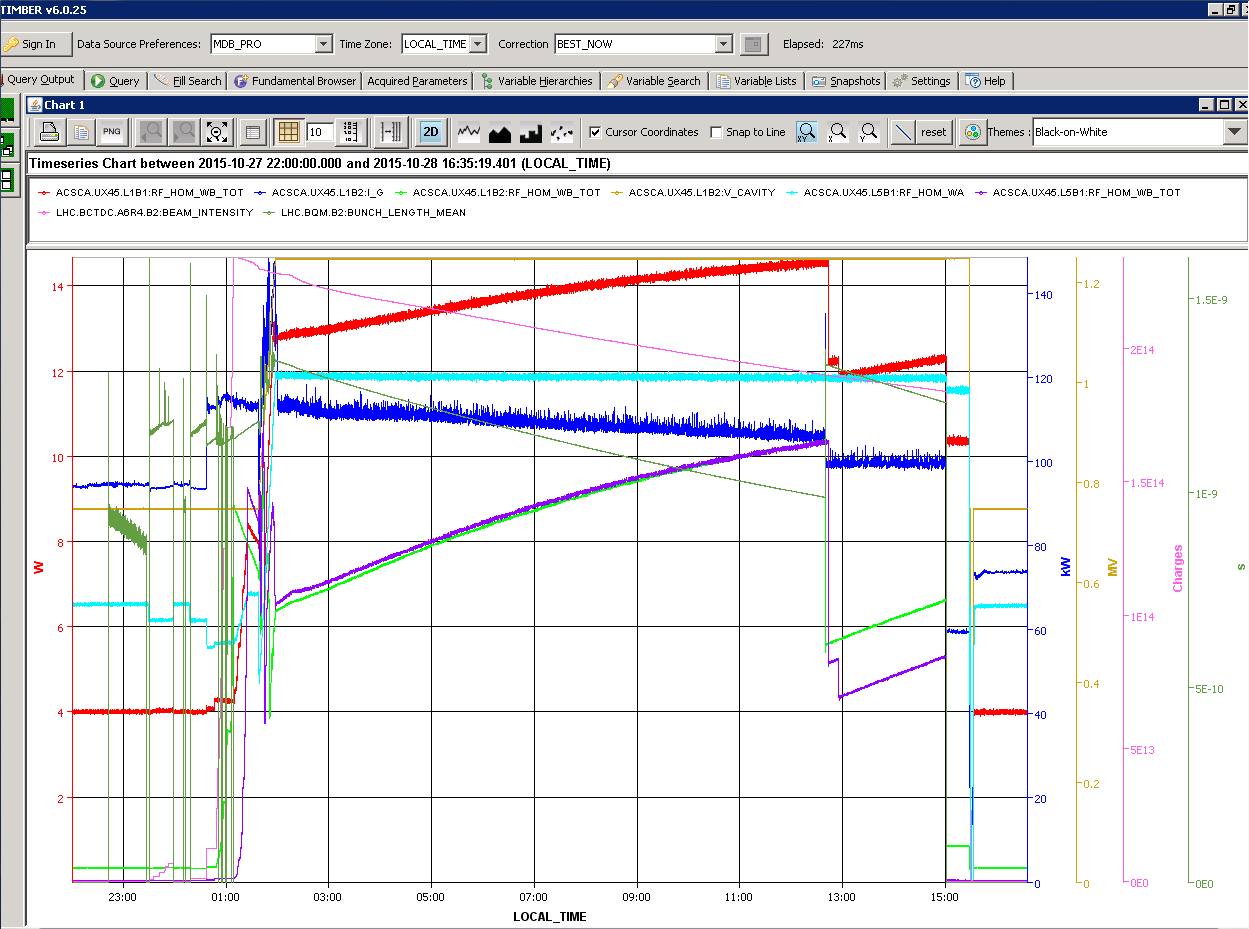 TIMBER v6.0.25
Sign In Data Source Preferences: MDB_PRO Time Zone: LOCAL_TIME Correction BEST_NOW Elapsed: 227ms
Query Output Query Fill Search Fundamental Browser Acquired Parameters Variable Hierarchies Variable Search Variable Lists Snapshots Settings Help
Chart 1
PNG 10 2D Cursor Coordinates Snap to Line XY X Y reset Themes : Black-on-White
Timeseries Chart between 2015-10-27 22:00:00.000 and 2015-10-28 16:35:19.401 (LOCAL_TIME)
ACSCA.UX45.L1B1:RF_HOM_WB_TOT ACSCA.UX45.L1B2:I_G ACSCA.UX45.L1B2:RF_HOM_WB_TOT ACSCA.UX45.L1B2:V_CAVITY ACSCA.UX45.L5B1:RF_HOM_WA ACSCA.UX45.L5B1:RF_HOM_WB_TOT
LHC.BCTDC.A6R4.B2:BEAM_INTENSITY LHC.BQM.B2:BUNCH_LENGTH_MEAN
14 140 1.2 1.5E-9
12 120 1 2E14
10 100 0.8 1.5E14 1E-9
W 8 80 kW 0.6 MV Charges s
6 60 0.4 1E14 5E-10
4 40 5E13
2 20 0.2
0 0 0E0 0E0
23:00 01:00 03:00 05:00 07:00 09:00 11:00 13:00 15:00
LOCAL_TIME